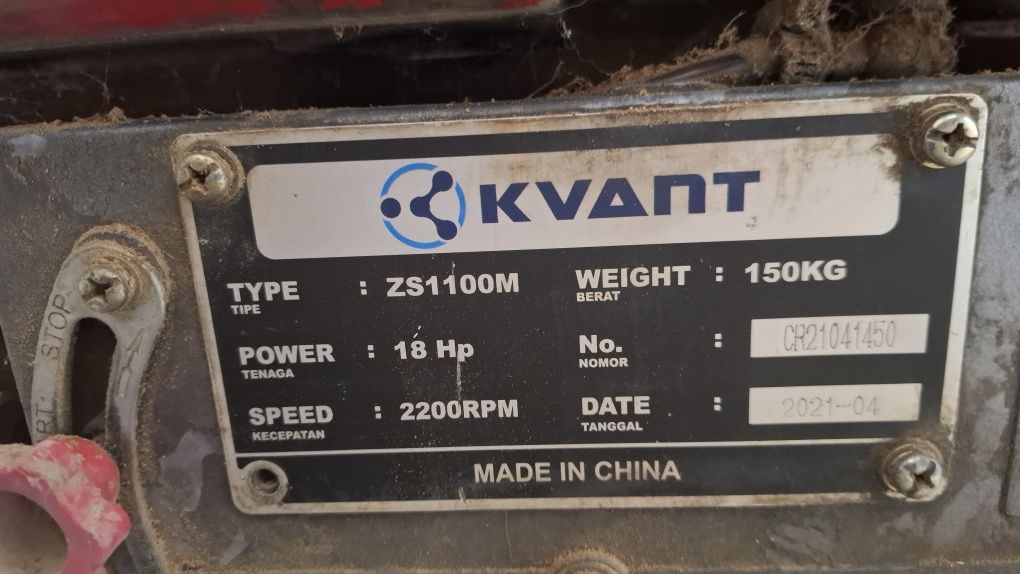 KVANT
TYPE : ZS1100M WEIGHT : 150KG
TIPE BERAT
POWER : 18 Hp No. : CR21041450
TENAGA NOMOR
SPEED : 2200RPM DATE : 2021-04
KECEPATAN TANGGAL
MADE IN CHINA
STOP